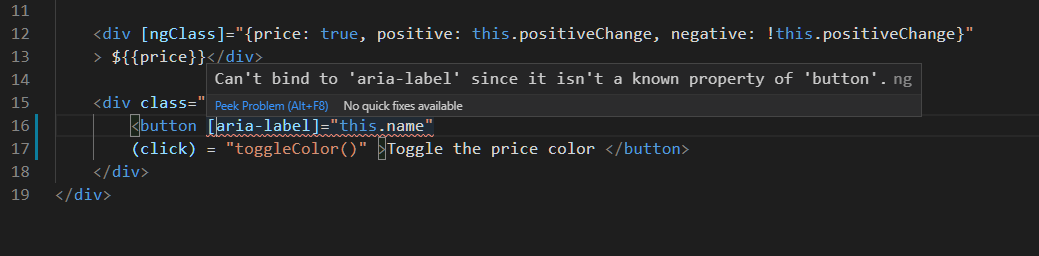 11
12 <div [ngClass]="{price: true, positive: this.positiveChange, negative: !this.positiveChange}"
13 > ${{price}}</div>
Can't bind to 'aria-label' since it isn't a known property of 'button'. ng
14
Peek Problem (Alt+F8) No quick fixes available
15 <div class="
16 <button [aria-label]="this.name"
17 (click) = "toggleColor()" >Toggle the price color </button>
18 </div>
19 </div>